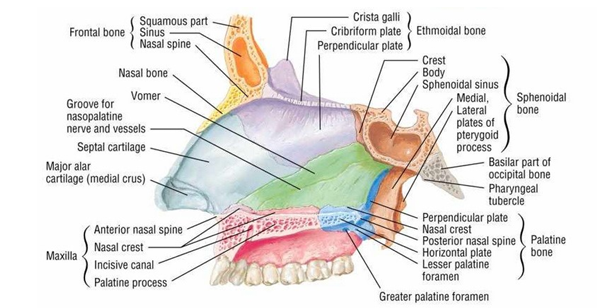 Frontal bone
Squamous part
Sinus
Nasal spine
Nasal bone
Vomer
Groove for
nasopalatine
nerve and vessels
Septal cartilage
Major alar
cartilage (medial crus)
Maxilla
Anterior nasal spine
Nasal crest
Incisive canal
Palatine process
Crista galli
Cribriform plate
Perpendicular plate
Ethmoidal bone
Crest
Body
Sphenoidal sinus
Medial,
Lateral
plates of
pterygoid
process
Sphenoidal
bone
Basilar part of
occipital bone
Pharyngeal
tubercle
Perpendicular plate
Nasal crest
Posterior nasal spine
Horizontal plate
Lesser palatine
foramen
Palatine
bone
Greater palatine foramen